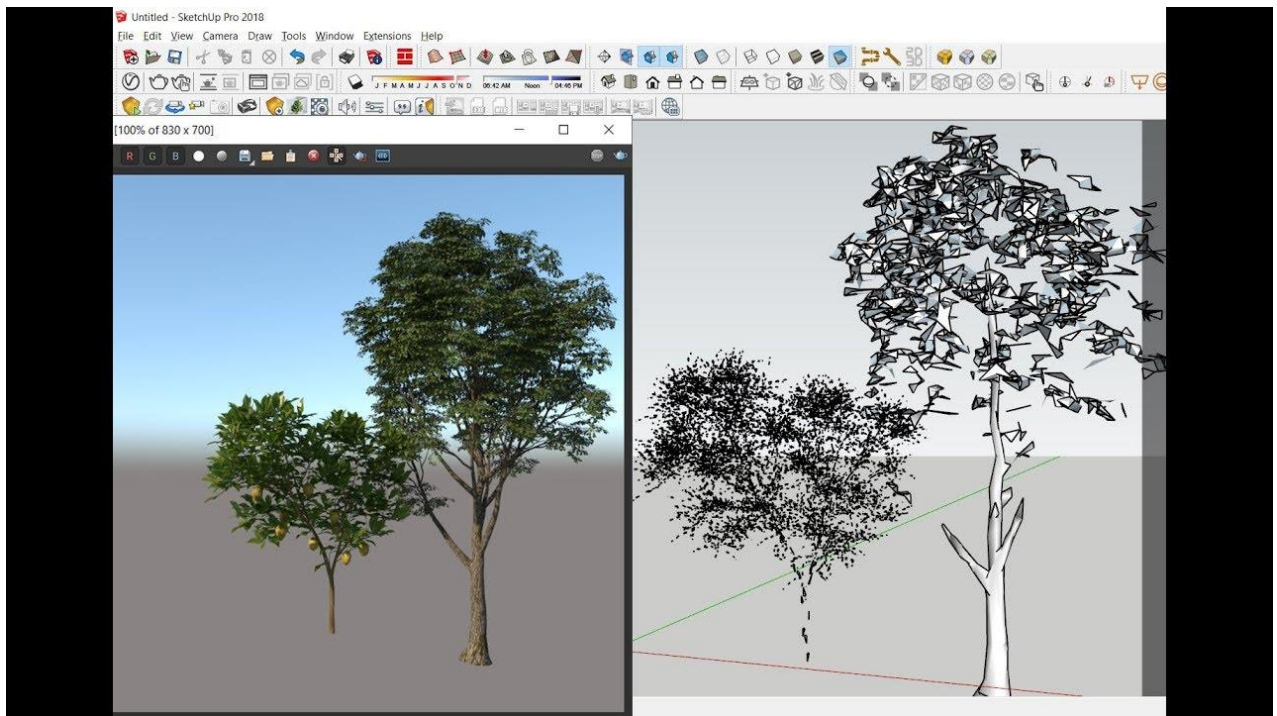 Untitled - SketchUp Pro 2018
File Edit View Camera Draw Tools Window Extensions Help
J F M A M J J A S O N D 06:42 AM Noon 04:46 PM
[100% of 830 x 700]
R G B